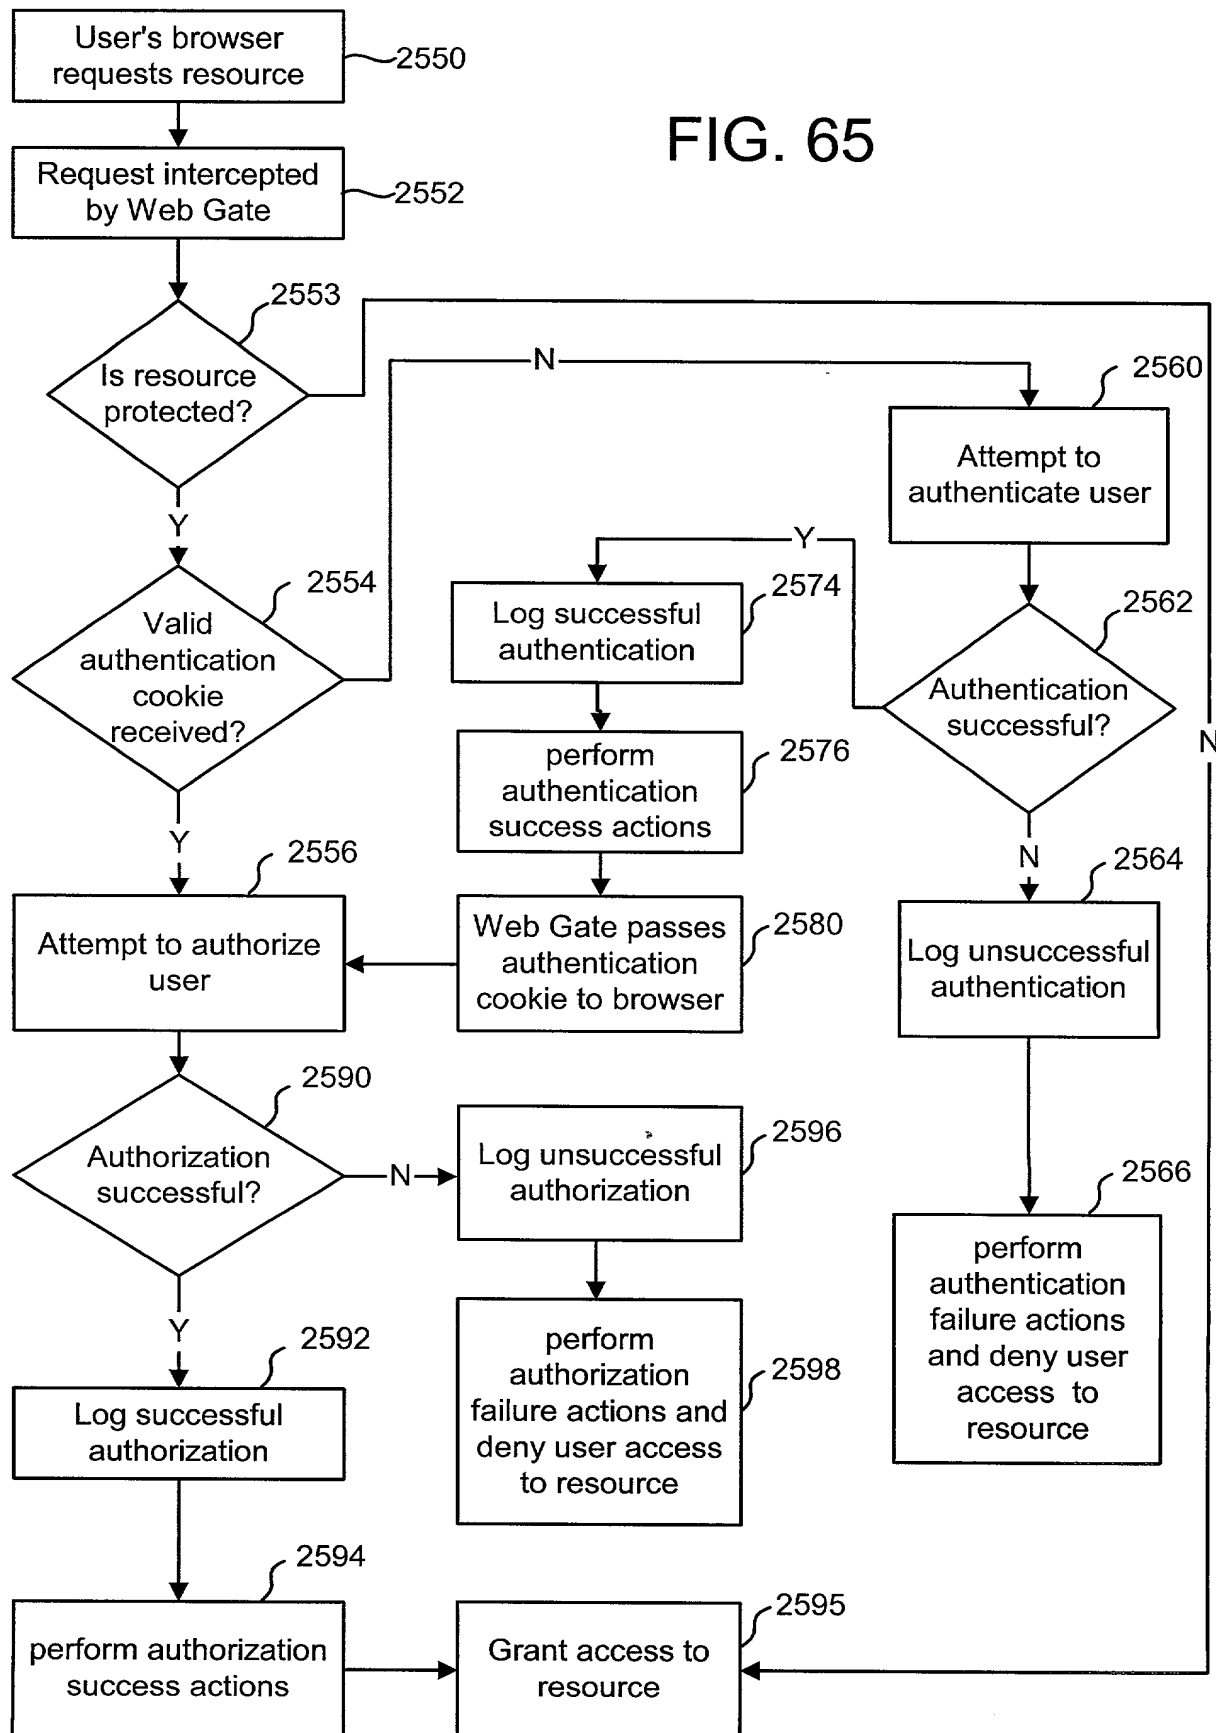 User's browser
requests resource
2550
FIG. 65
Request intercepted
by Web Gate
2552
2553
Is resource
protected?
N
2560
Attempt to
authenticate user
Y
Y
2554
Valid
authentication
cookie
received?
2574
Log successful
authentication
2562
Authentication
successful?
N
2576
perform
authentication
success actions
Y
N
2556
Attempt to authorize
user
2580
Web Gate passes
authentication
cookie to browser
2564
Log unsuccessful
authentication
2590
Authorization
successful?
N
2596
Log unsuccessful
authorization
2566
perform
authentication
failure actions
and deny user
access to
resource
Y
2592
Log successful
authorization
2598
perform
authorization
failure actions and
deny user access
to resource
2594
perform authorization
success actions
2595
Grant access to
resource